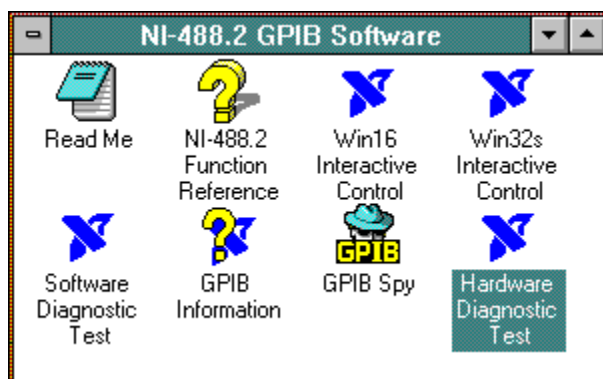 NI-488.2 GPIB Software
Read Me
NI-488.2
Function
Reference
Win16
Interactive
Control
Win32s
Interactive
Control
Software
Diagnostic
Test
GPIB
Information
GPIB
GPIB Spy
Hardware
Diagnostic
Test